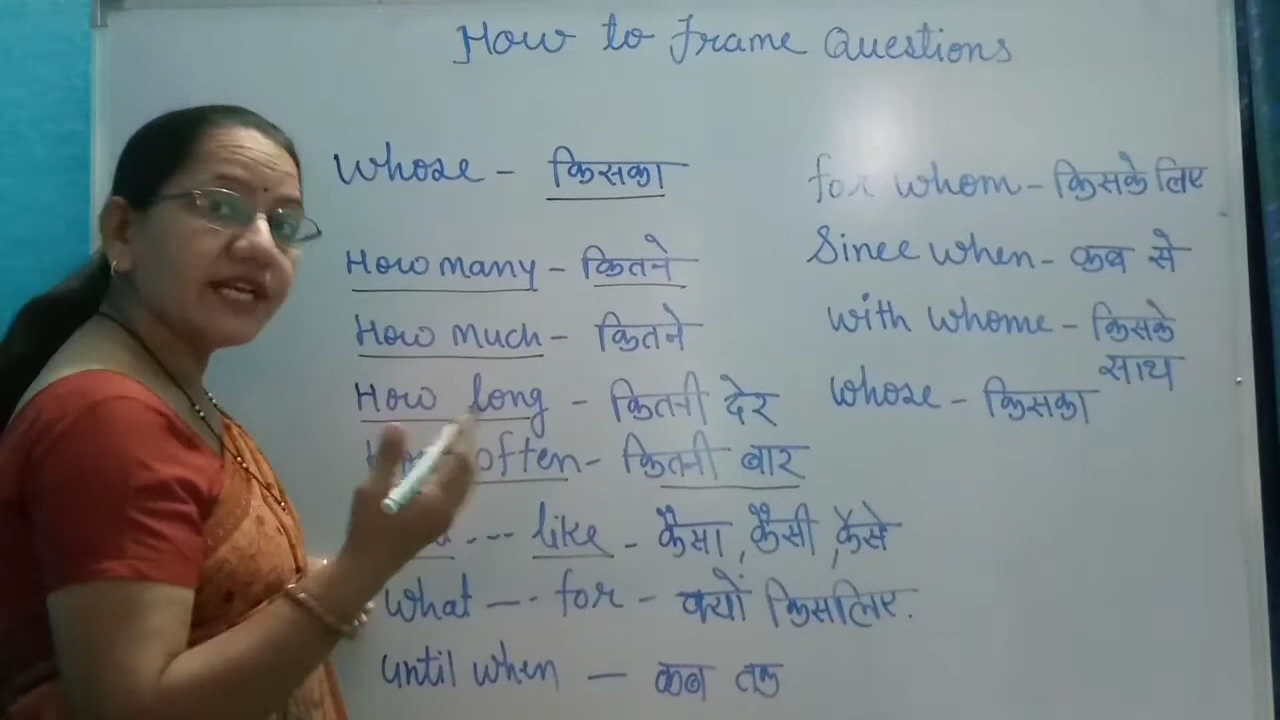 How to Frame Questions
Whose - किसका
How many - कितने
How Much - कितने
How long - कितनी देर
often - कितनी बार
--- like - कैसा, कैसी, कैसे
What --- for - क्यों किसलिए.
until when - कब तक
for whom - किसके लिए
Since when - कब से
with whome - किसके
साथ
whose - किसका